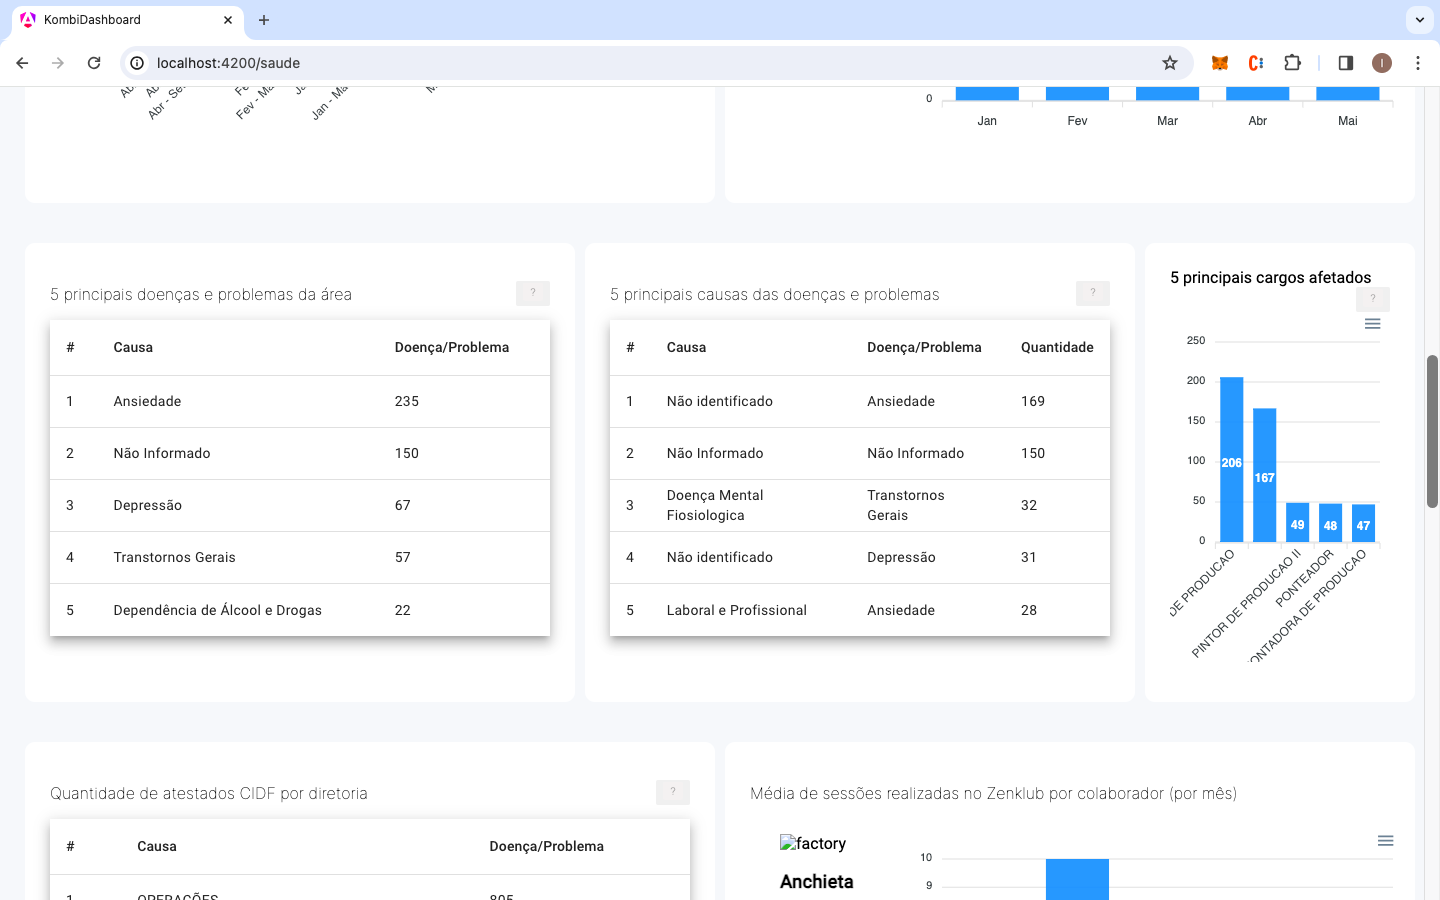 KombiDashboard
localhost:4200/saude
I
Abr - Se
Fev - Ma
Jan - Ma
0
Jan Fev Mar Abr Mai
5 principais doenças e problemas da área
?
# Causa Doença/Problema
1 Ansiedade 235
2 Não Informado 150
3 Depressão 67
4 Transtornos Gerais 57
5 Dependência de Álcool e Drogas 22
5 principais causas das doenças e problemas
?
# Causa Doença/Problema Quantidade
1 Não identificado Ansiedade 169
2 Não Informado Não Informado 150
3 Doença Mental Fiosiologica Transtornos Gerais 32
4 Não identificado Depressão 31
5 Laboral e Profissional Ansiedade 28
5 principais cargos afetados
?
250
200
150
100
50
0
206 167 49 48 47
DE PRODUCAO
PINTOR DE PRODUCAO II
PONTEADOR
ONTADORA DE PRODUCAO
Quantidade de atestados CIDF por diretoria
?
# Causa Doença/Problema
1 OPERAÇÕES 805
Média de sessões realizadas no Zenklub por colaborador (por mês)
factory
Anchieta
10
9